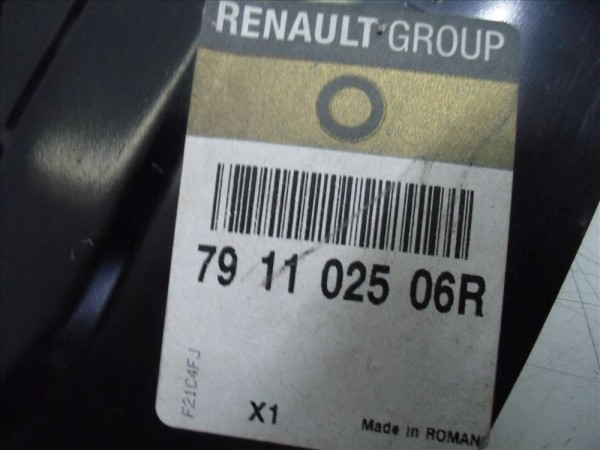 RENAULT GROUP
79 11 025 06R
F21C4FJ
X1
Made in ROMAN